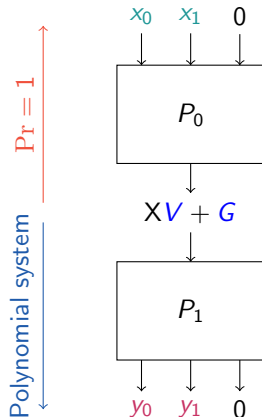 x₀ x₁ 0
Pr = 1
P₀
XV + G
Polynomial system
P₁
y₀ y₁ 0